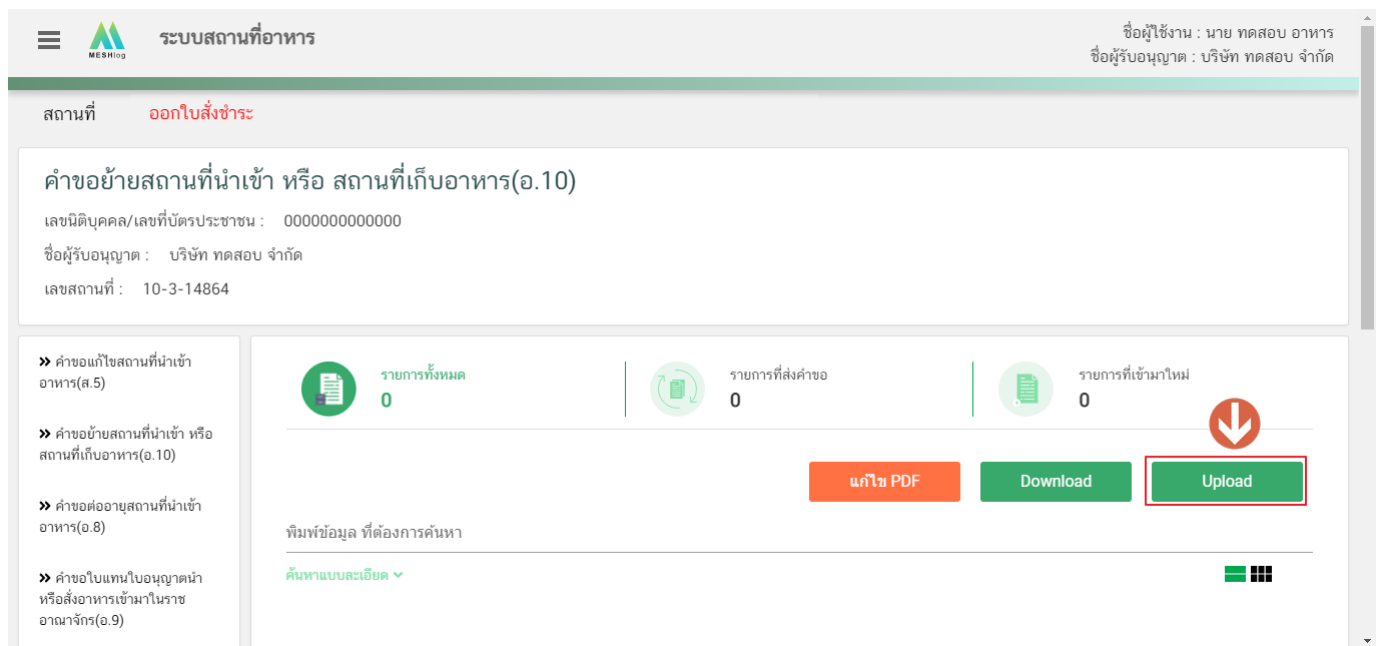 MESHlog
ระบบสถานที่อาหาร
ชื่อผู้ใช้งาน : นาย ทดสอบ อาหาร
ชื่อผู้รับอนุญาต : บริษัท ทดสอบ จำกัด
สถานที่ ออกใบสั่งชำระ
คำขอย้ายสถานที่นำเข้า หรือ สถานที่เก็บอาหาร(อ.10)
เลขนิติบุคคล/เลขที่บัตรประชาชน : 0000000000000
ชื่อผู้รับอนุญาต : บริษัท ทดสอบ จำกัด
เลขสถานที่ : 10-3-14864
คำขอแก้ไขสถานที่นำเข้า
อาหาร(ส.5)
คำขอย้ายสถานที่นำเข้า หรือ
สถานที่เก็บอาหาร(อ.10)
คำขอต่ออายุสถานที่นำเข้า
อาหาร(อ.8)
คำขอใบแทนใบอนุญาตนำ
หรือสั่งอาหารเข้ามาในราช
อาณาจักร(อ.9)
รายการทั้งหมด
0
รายการที่ส่งคำขอ
0
รายการที่เข้ามาใหม่
0
แก้ไข PDF Download Upload
พิมพ์ข้อมูล ที่ต้องการค้นหา
ค้นหาแบบละเอียด